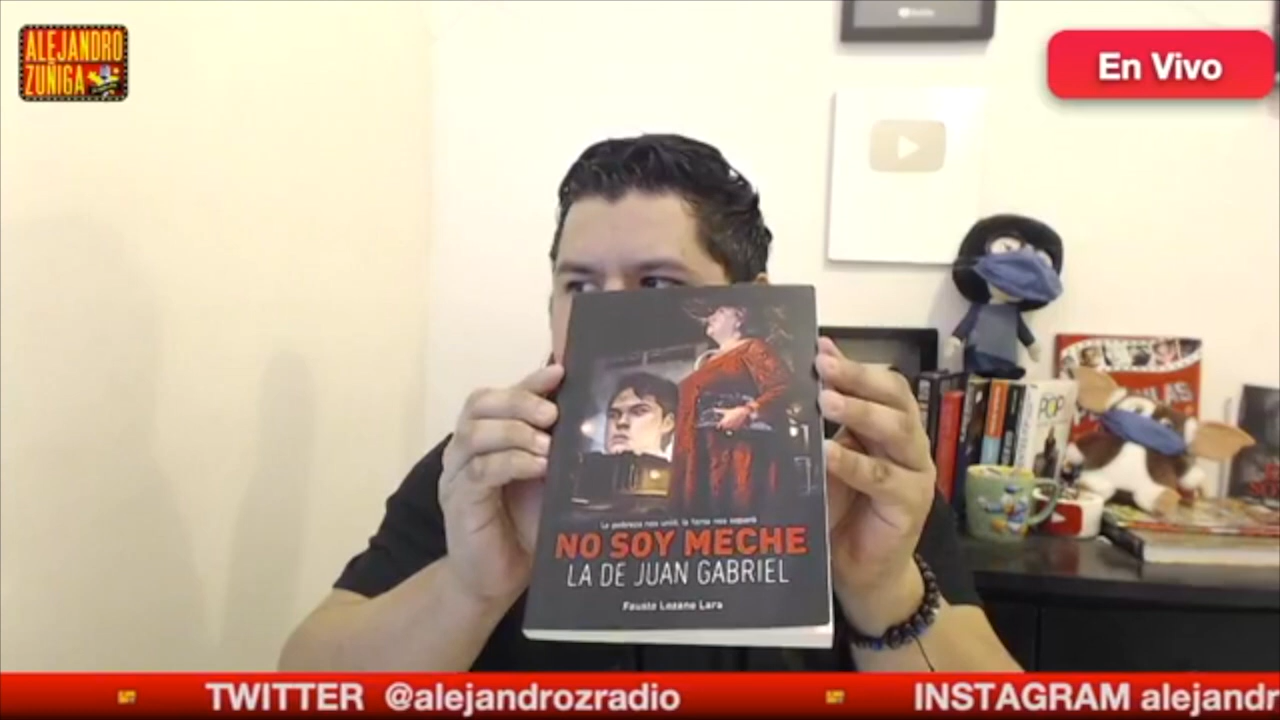 ALEJANDRO
ZUÑIGA
En Vivo
La pobreza nos unió, la fama nos separó
NO SOY MECHE
LA DE JUAN GABRIEL
Fausto Lozano Lara
POP
TWITTER @alejandrozradio
INSTAGRAM alejandr